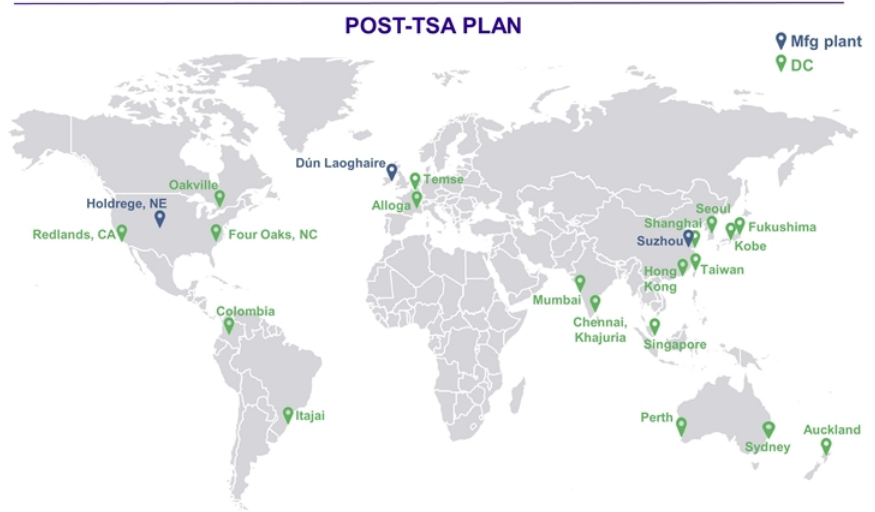 POST-TSA PLAN
Mfg plant
DC
Dún Laoghaire
Temse
Oakville
Alloga
Holdrege, NE
Seoul
Shanghai
Fukushima
Redlands, CA
Four Oaks, NC
Suzhou
Kobe
Hong
Kong
Taiwan
Mumbai
Colombia
Chennai,
Khajuria
Singapore
Itajai
Perth
Auckland
Sydney